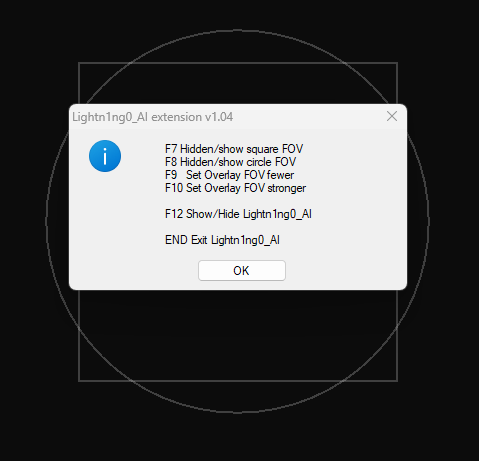 Lightn1ng0_AI extension v1.04
F7 Hidden/show square FOV
F8 Hidden/show circle FOV
F9 Set Overlay FOV fewer
F10 Set Overlay FOV stronger
F12 Show/Hide Lightn1ng0_AI
END Exit Lightn1ng0_AI
OK